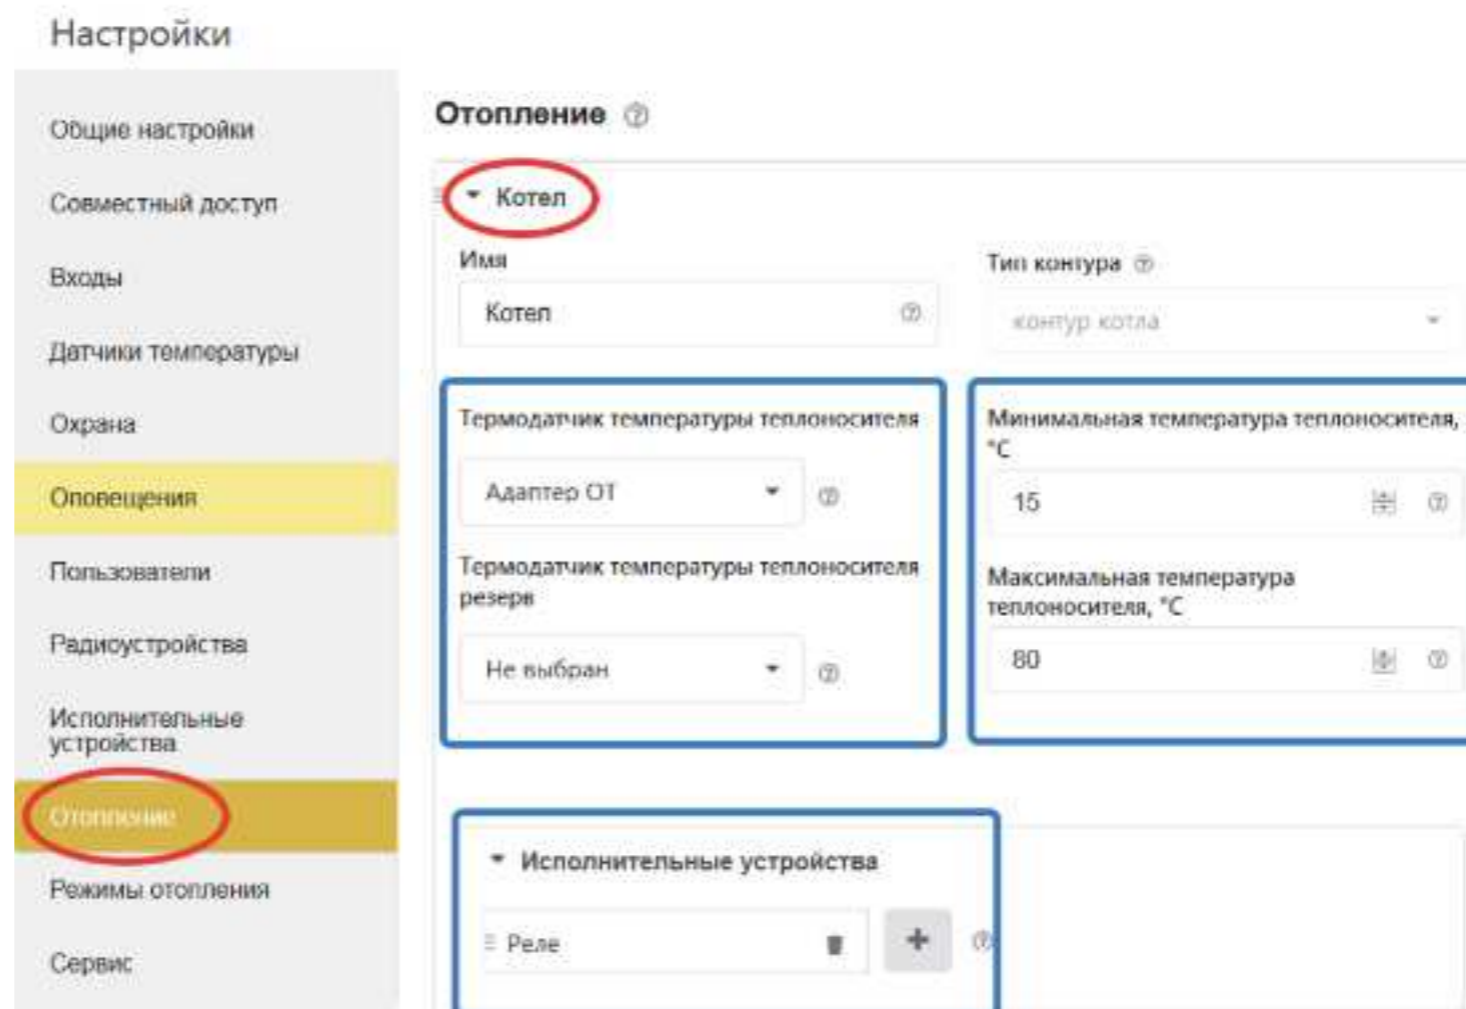 Настройки
Общие настройки
Совместный доступ
Входы
Датчики температуры
Охрана
Оповещения
Пользователи
Радиоустройства
Исполнительные
устройства
Отопление
Режимы отопления
Сервис
Отопление
Котел
Имя
Котел
Тип контура
контур котла
Термодатчик температуры теплоносителя
Адаптер ОТ
Термодатчик температуры теплоносителя
резерв
Не выбран
Минимальная температура теплоносителя,
°C
15
Максимальная температура
теплоносителя, °C
80
Исполнительные устройства
Реле